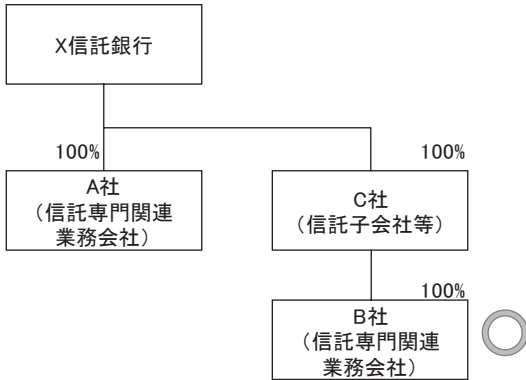 X信託銀行
100%
100%
A社
（信託専門関連
業務会社）
C社
（信託子会社等）
100%
B社
（信託専門関連
業務会社）